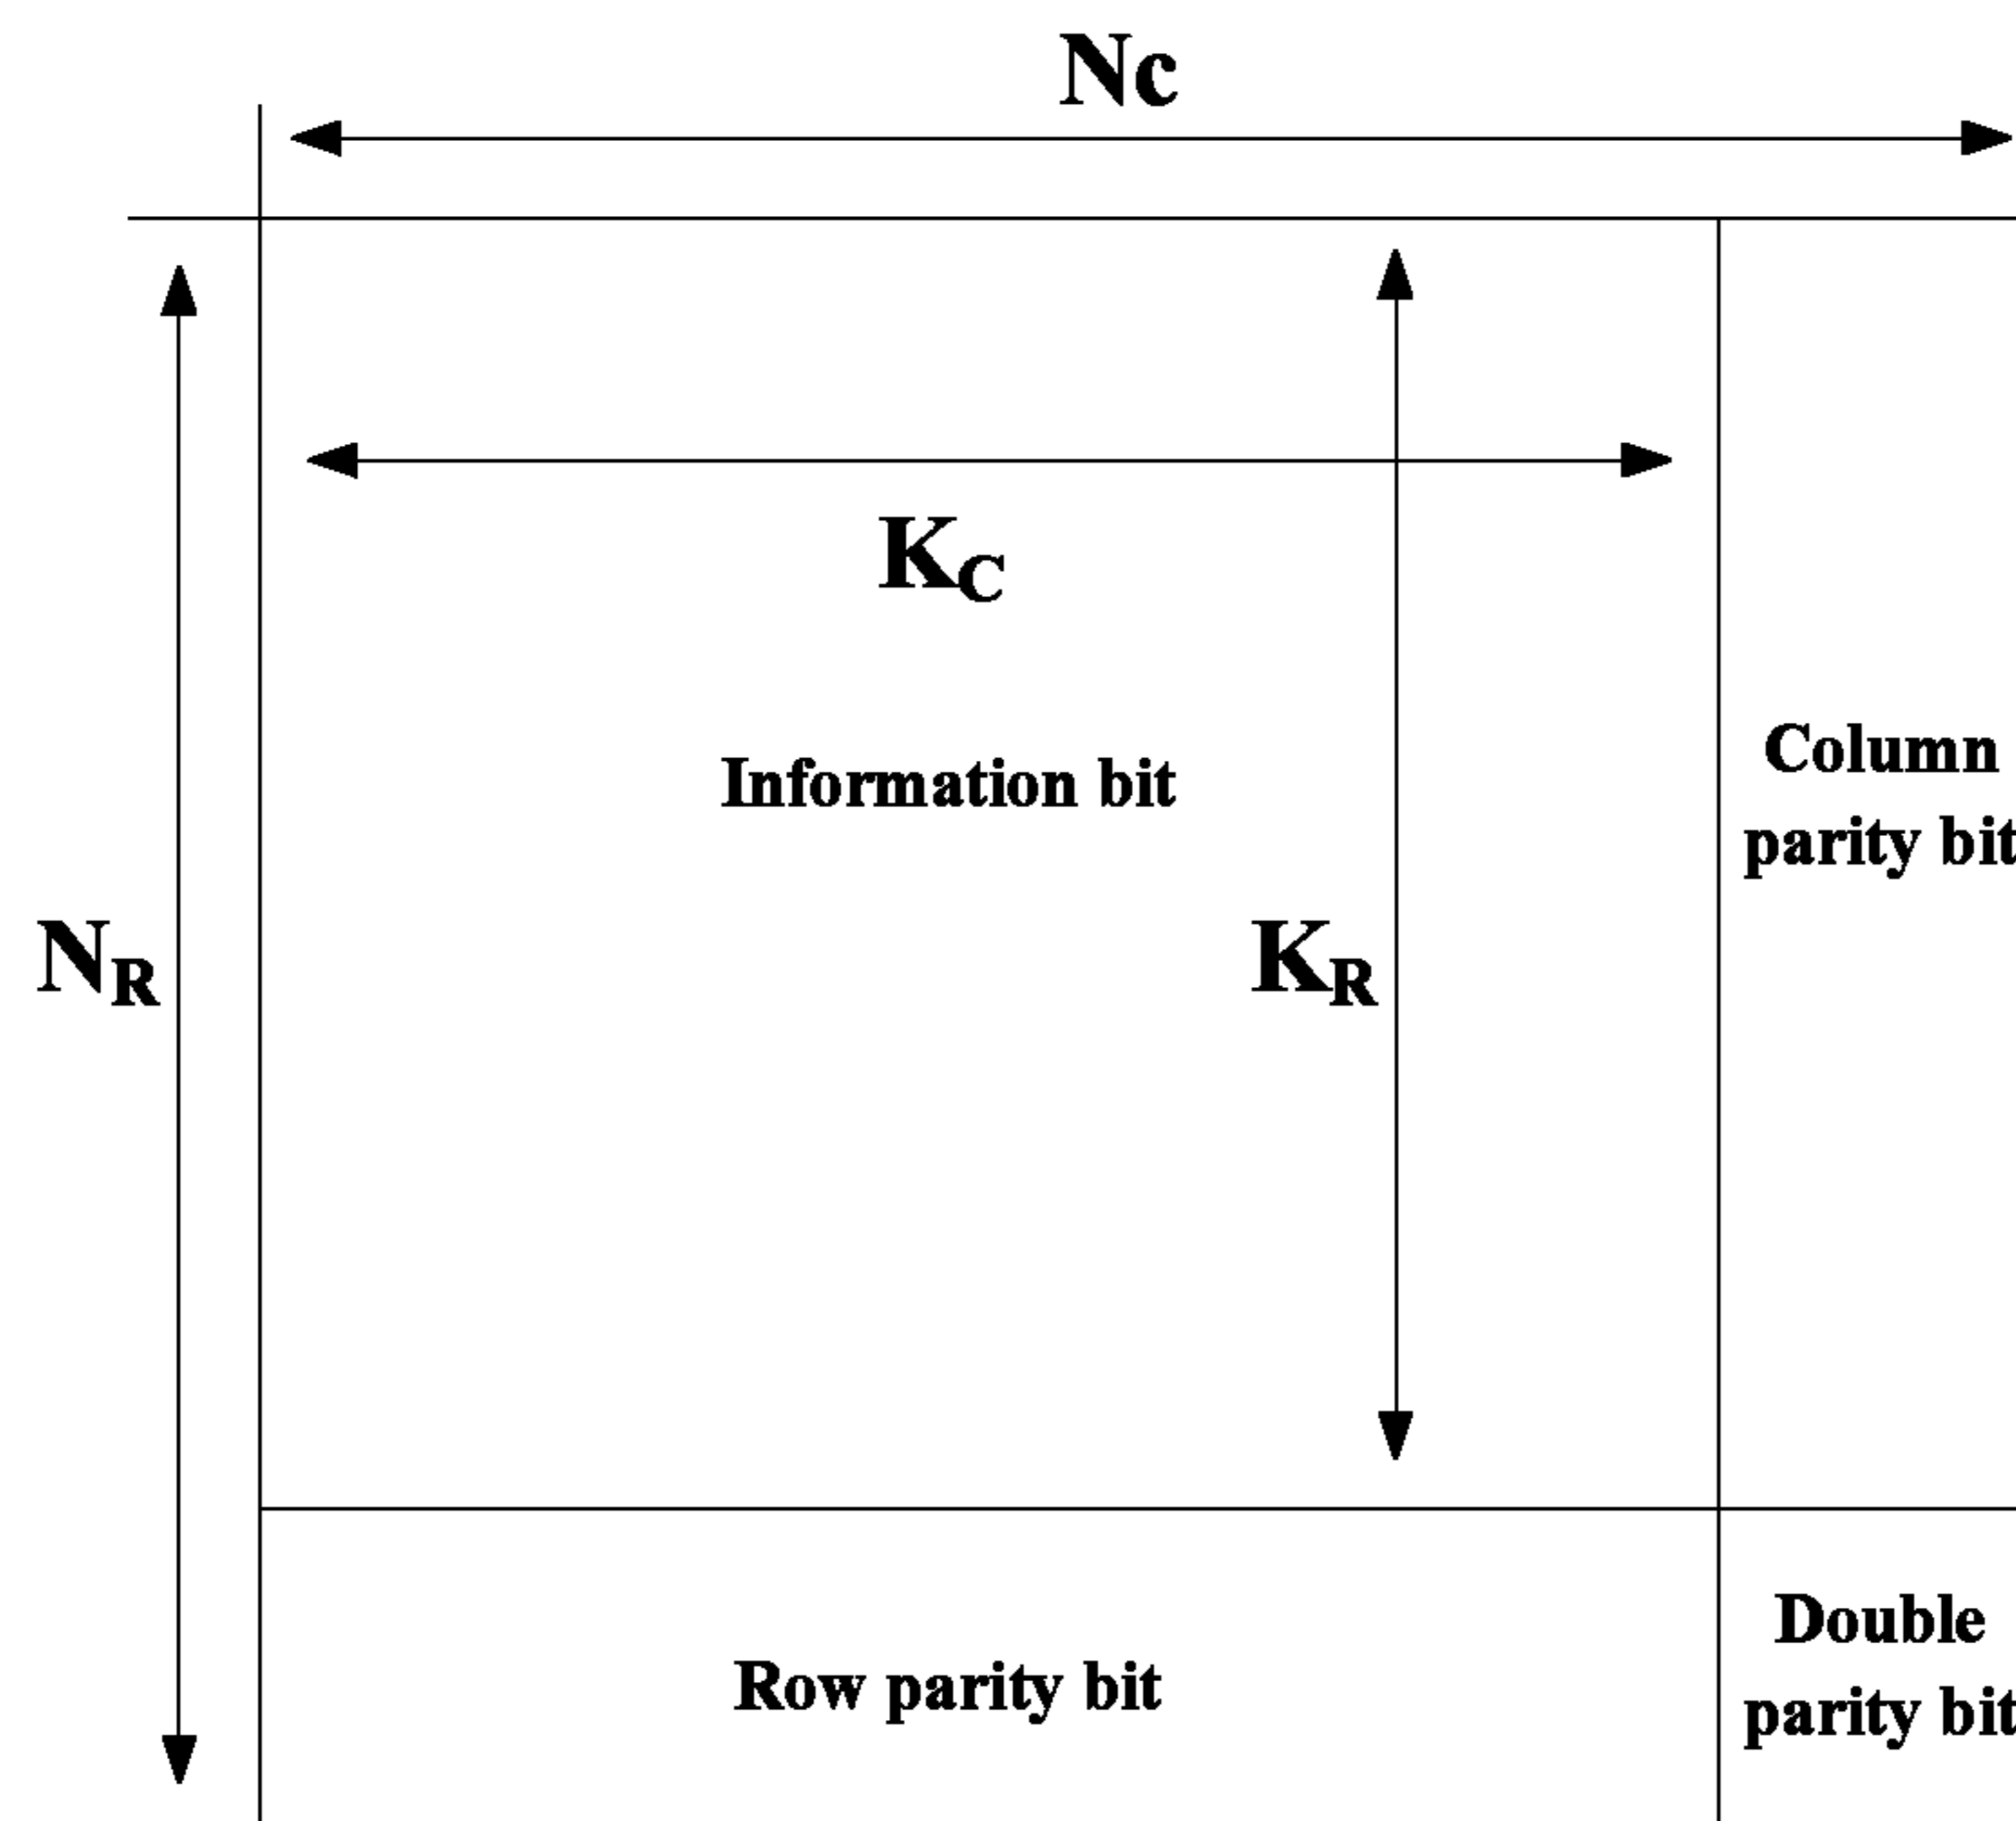 Nc
KC
Information bit
Column
parity bit
NR
KR
Row parity bit
Double
parity bit